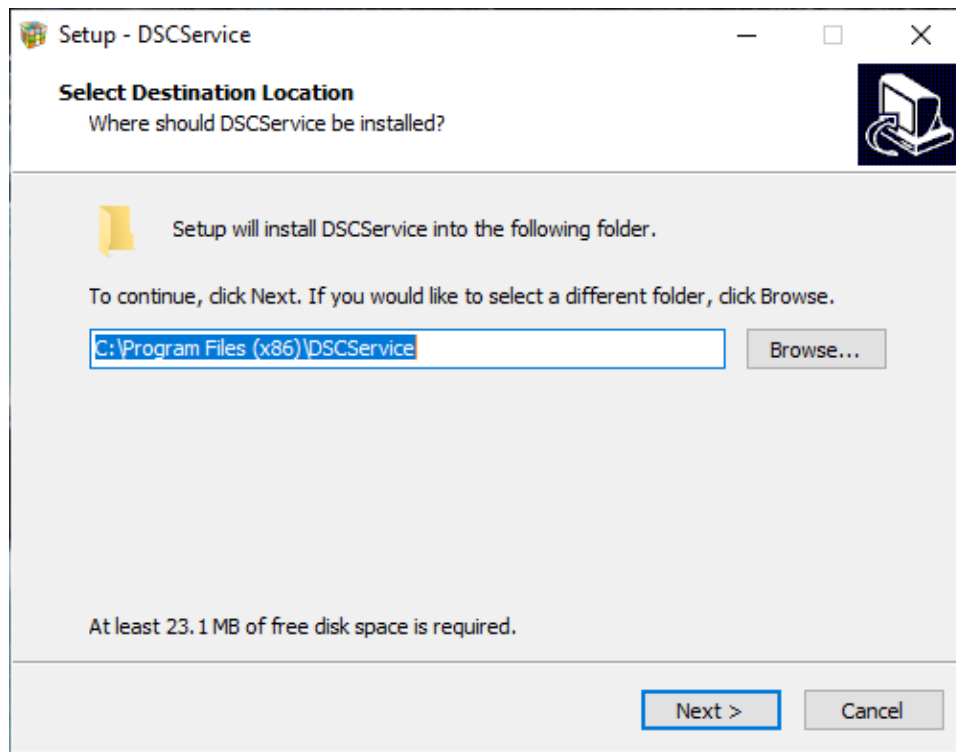 Setup - DSCService
Select Destination Location
Where should DSCService be installed?
Setup will install DSCService into the following folder.
To continue, click Next. If you would like to select a different folder, click Browse.
C:\Program Files (x86)\DSCService
Browse...
At least 23.1 MB of free disk space is required.
Next >
Cancel